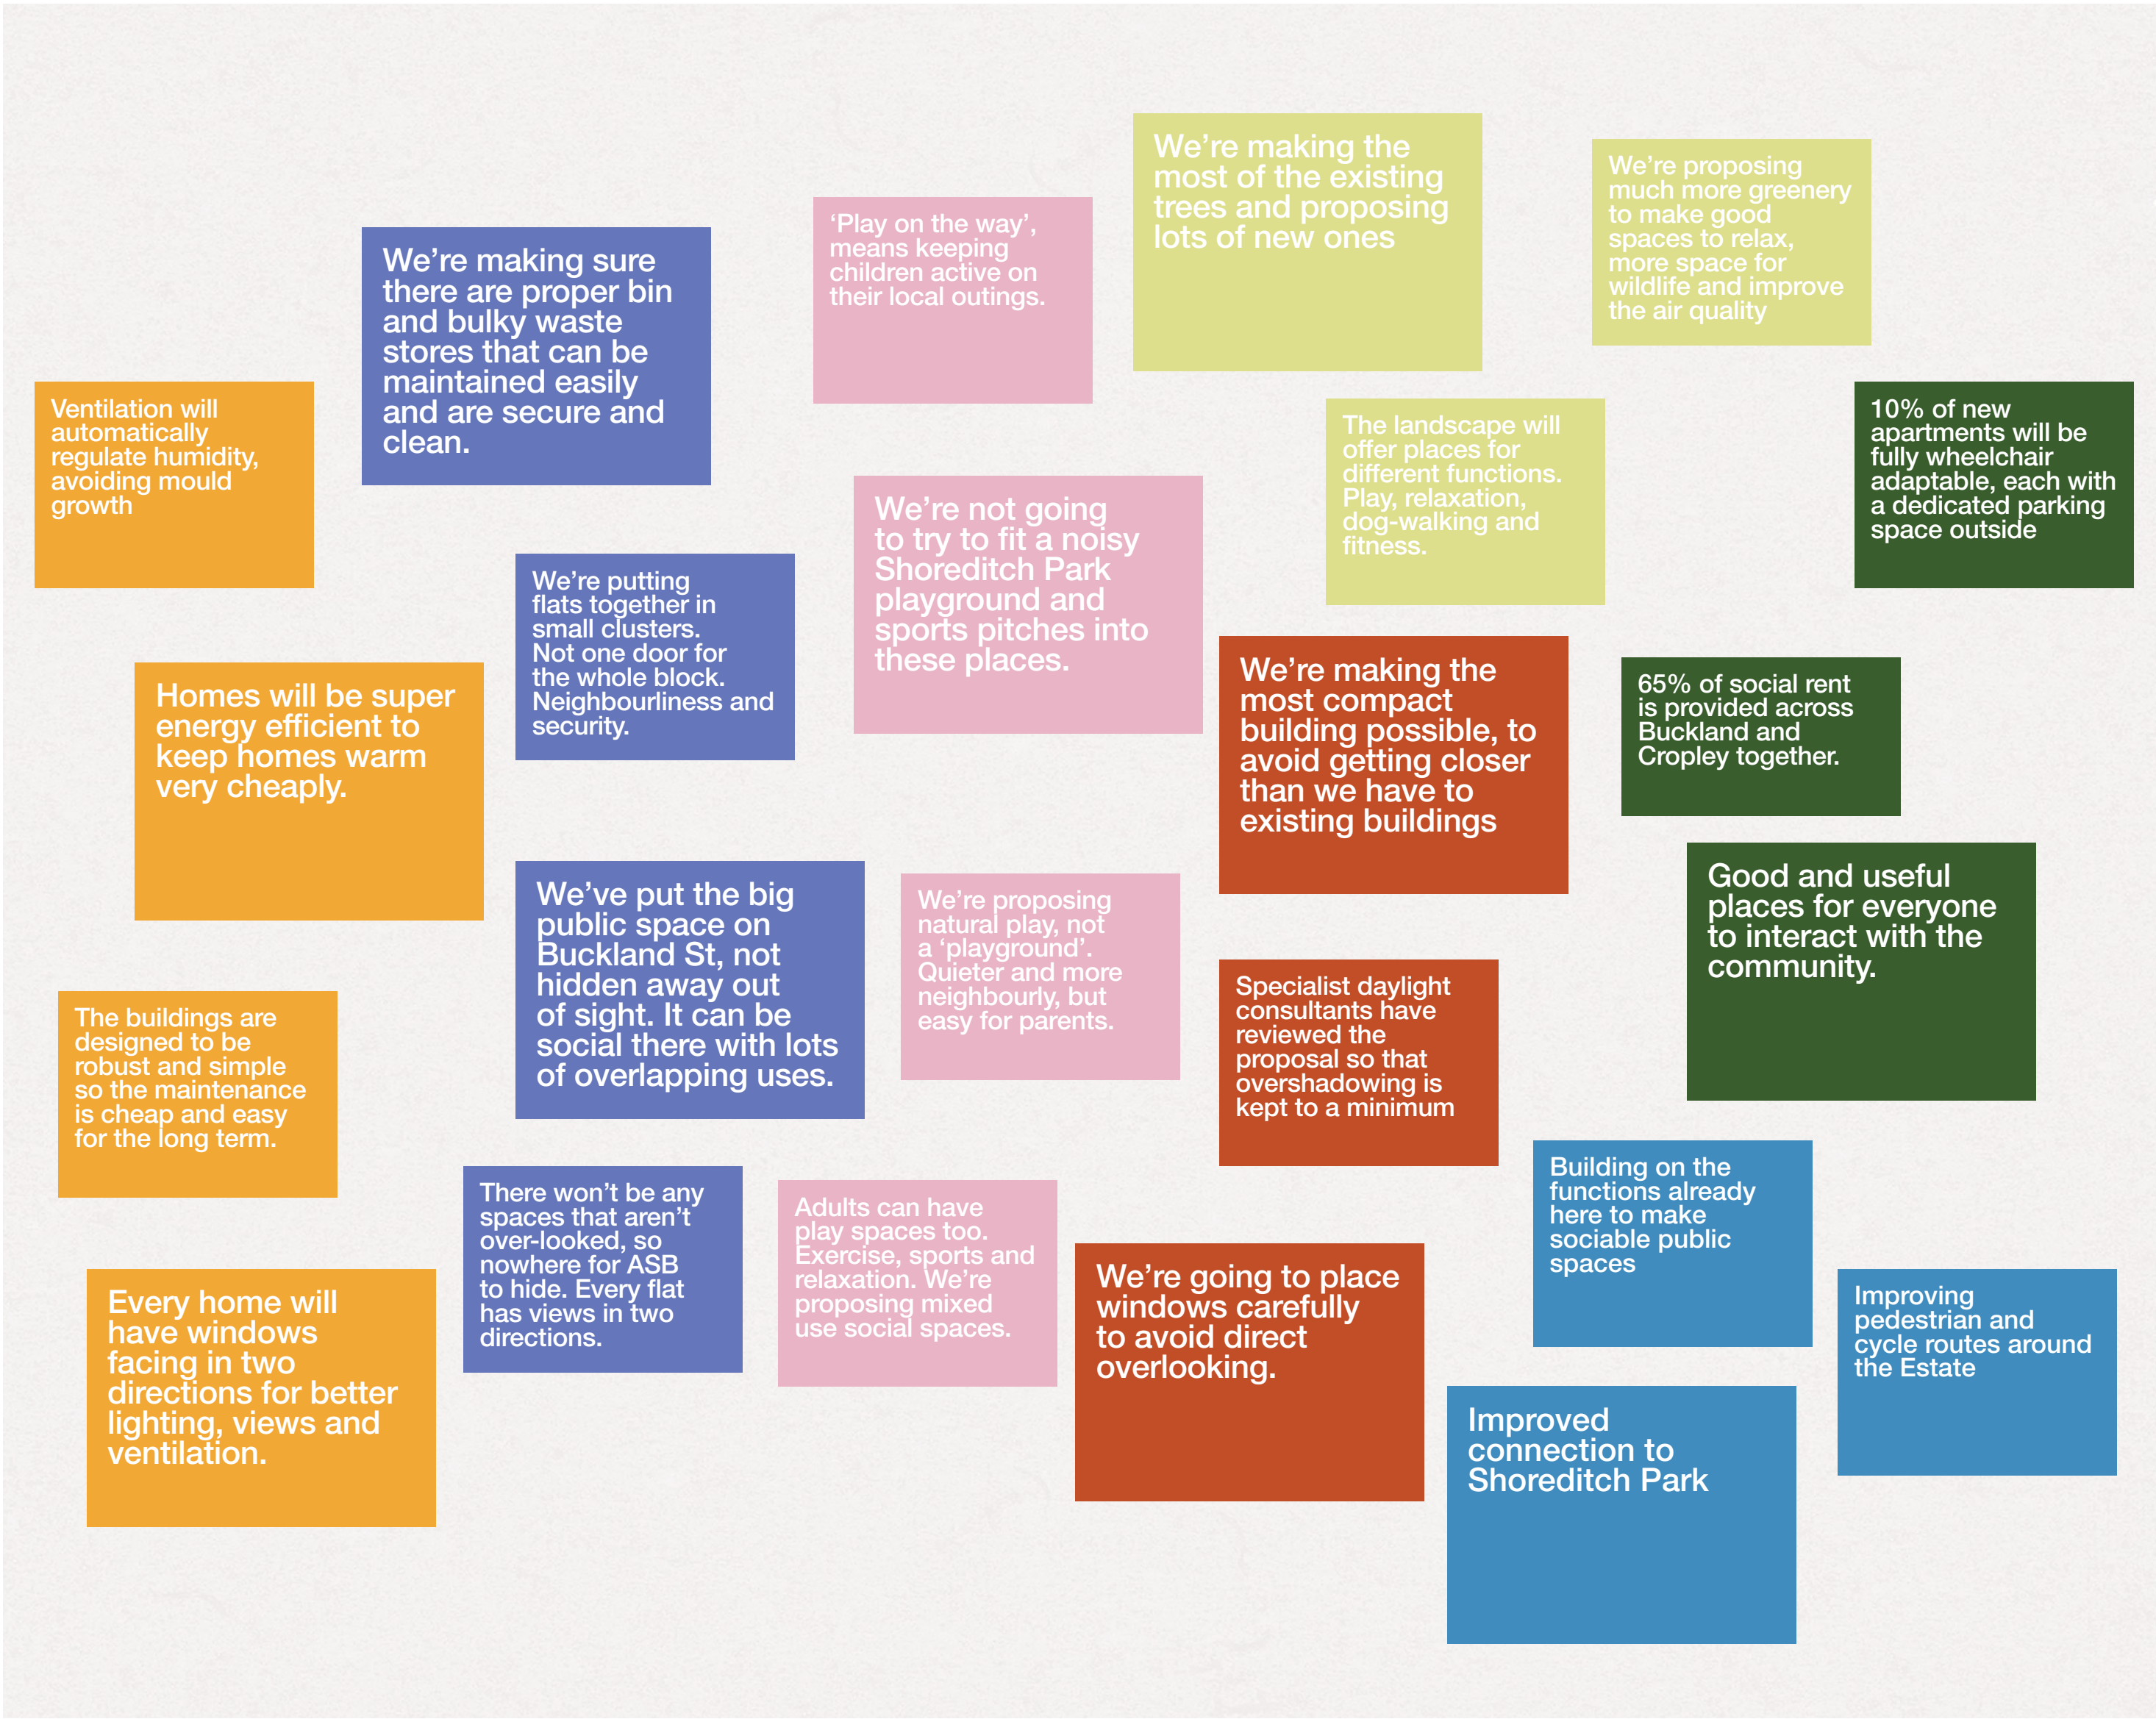 We’re making the
most of the existing
trees and proposing
lots of new ones
We’re proposing
much more greenery
to make good
spaces to relax,
more space for
wildlife and improve
the air quality
‘Play on the way’,
means keeping
children active on
their local outings.
We’re making sure
there are proper bin
and bulky waste
stores that can be
maintained easily
and are secure and
clean.
Ventilation will
automatically
regulate humidity,
avoiding mould
growth
The landscape will
offer places for
different functions.
Play, relaxation,
dog-walking and
fitness.
10% of new
apartments will be
fully wheelchair
adaptable, each with
a dedicated parking
space outside
We’re not going
to try to fit a noisy
Shoreditch Park
playground and
sports pitches into
these places.
We’re putting
flats together in
small clusters.
Not one door for
the whole block.
Neighbourliness and
security.
Homes will be super
energy efficient to
keep homes warm
very cheaply.
We’re making the
most compact
building possible, to
avoid getting closer
than we have to
existing buildings
65% of social rent
is provided across
Buckland and
Cropley together.
Good and useful
places for everyone
to interact with the
community.
We’ve put the big
public space on
Buckland St, not
hidden away out
of sight. It can be
social there with lots
of overlapping uses.
We’re proposing
natural play, not
a ‘playground’.
Quieter and more
neighbourly, but
easy for parents.
Specialist daylight
consultants have
reviewed the
proposal so that
overshadowing is
kept to a minimum
The buildings are
designed to be
robust and simple
so the maintenance
is cheap and easy
for the long term.
There won’t be any
spaces that aren’t
over-looked, so
nowhere for ASB
to hide. Every flat
has views in two
directions.
Adults can have
play spaces too.
Exercise, sports and
relaxation. We’re
proposing mixed
use social spaces.
Building on the
functions already
here to make
sociable public
spaces
We’re going to place
windows carefully
to avoid direct
overlooking.
Every home will
have windows
facing in two
directions for better
lighting, views and
ventilation.
Improving
pedestrian and
cycle routes around
the Estate
Improved
connection to
Shoreditch Park